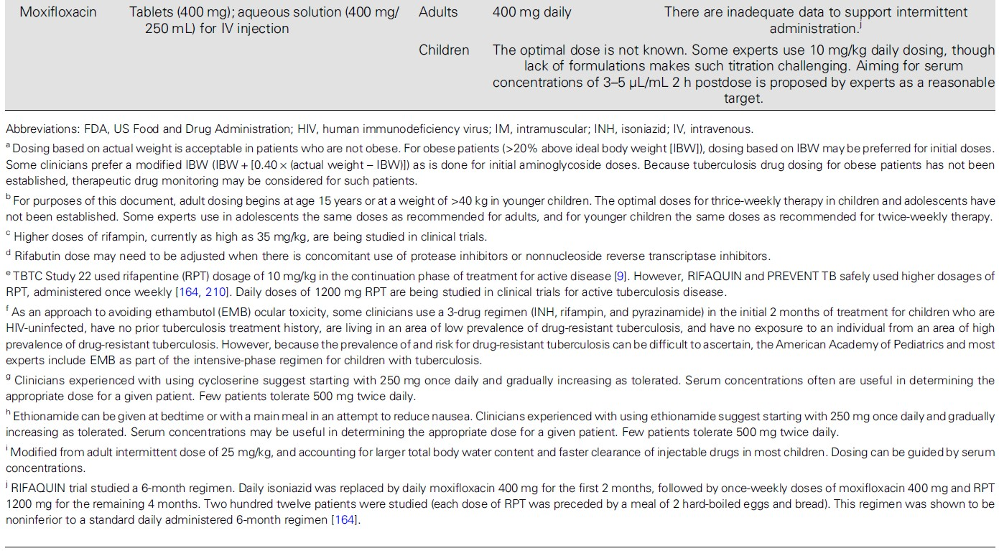 Moxifloxacin Tablets (400 mg); aqueous solution (400 mg/ Adults 400 mg daily There are inadequate data to support intermittent
250 mL) for IV injection administration.j
Children The optimal dose is not known. Some experts use 10 mg/kg daily dosing, though
lack of formulations makes such titration challenging. Aiming for serum
concentrations of 3–5 µL/mL 2 h postdose is proposed by experts as a reasonable
target.
Abbreviations: FDA, US Food and Drug Administration; HIV, human immunodeficiency virus; IM, intramuscular; INH, isoniazid; IV, intravenous.
a Dosing based on actual weight is acceptable in patients who are not obese. For obese patients (>20% above ideal body weight [IBW]), dosing based on IBW may be preferred for initial doses.
Some clinicians prefer a modified IBW (IBW + [0.40 × (actual weight – IBW)]) as is done for initial aminoglycoside doses. Because tuberculosis drug dosing for obese patients has not been
established, therapeutic drug monitoring may be considered for such patients.
b For purposes of this document, adult dosing begins at age 15 years or at a weight of >40 kg in younger children. The optimal doses for thrice-weekly therapy in children and adolescents have
not been established. Some experts use in adolescents the same doses as recommended for adults, and for younger children the same doses as recommended for twice-weekly therapy.
c Higher doses of rifampin, currently as high as 35 mg/kg, are being studied in clinical trials.
d Rifabutin dose may need to be adjusted when there is concomitant use of protease inhibitors or nonnucleoside reverse transcriptase inhibitors.
e TBTC Study 22 used rifapentine (RPT) dosage of 10 mg/kg in the continuation phase of treatment for active disease [9]. However, RIFAQUIN and PREVENT TB safely used higher dosages of
RPT, administered once weekly [164, 210]. Daily doses of 1200 mg RPT are being studied in clinical trials for active tuberculosis disease.
f As an approach to avoiding ethambutol (EMB) ocular toxicity, some clinicians use a 3-drug regimen (INH, rifampin, and pyrazinamide) in the initial 2 months of treatment for children who are
HIV-uninfected, have no prior tuberculosis treatment history, are living in an area of low prevalence of drug-resistant tuberculosis, and have no exposure to an individual from an area of high
prevalence of drug-resistant tuberculosis. However, because the prevalence of and risk for drug-resistant tuberculosis can be difficult to ascertain, the American Academy of Pediatrics and most
experts include EMB as part of the intensive-phase regimen for children with tuberculosis.
g Clinicians experienced with using cycloserine suggest starting with 250 mg once daily and gradually increasing as tolerated. Serum concentrations often are useful in determining the
appropriate dose for a given patient. Few patients tolerate 500 mg twice daily.
h Ethionamide can be given at bedtime or with a main meal in an attempt to reduce nausea. Clinicians experienced with using ethionamide suggest starting with 250 mg once daily and gradually
increasing as tolerated. Serum concentrations may be useful in determining the appropriate dose for a given patient. Few patients tolerate 500 mg twice daily.
i Modified from adult intermittent dose of 25 mg/kg, and accounting for larger total body water content and faster clearance of injectable drugs in most children. Dosing can be guided by serum
concentrations.
j RIFAQUIN trial studied a 6-month regimen. Daily isoniazid was replaced by daily moxifloxacin 400 mg for the first 2 months, followed by once-weekly doses of moxifloxacin 400 mg and RPT
1200 mg for the remaining 4 months. Two hundred twelve patients were studied (each dose of RPT was preceded by a meal of 2 hard-boiled eggs and bread). This regimen was shown to be
noninferior to a standard daily administered 6-month regimen [164].